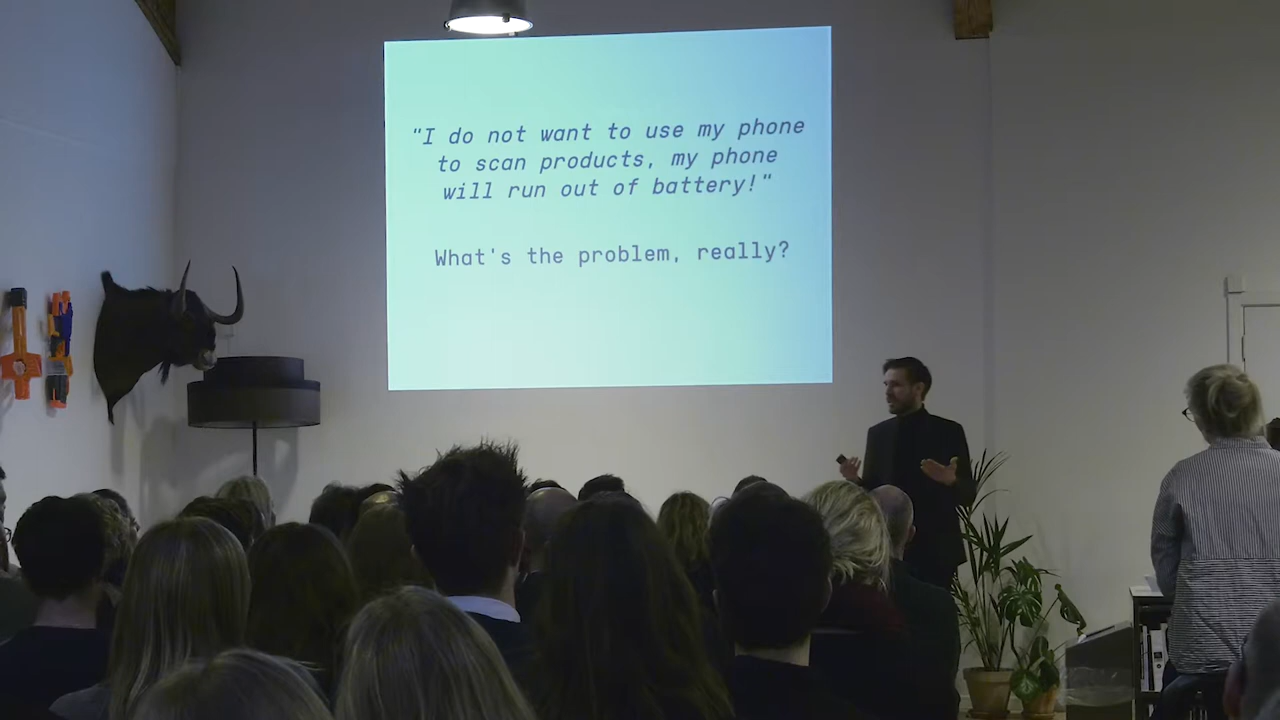 "I do not want to use my phone
to scan products, my phone
will run out of battery!"
What's the problem, really?